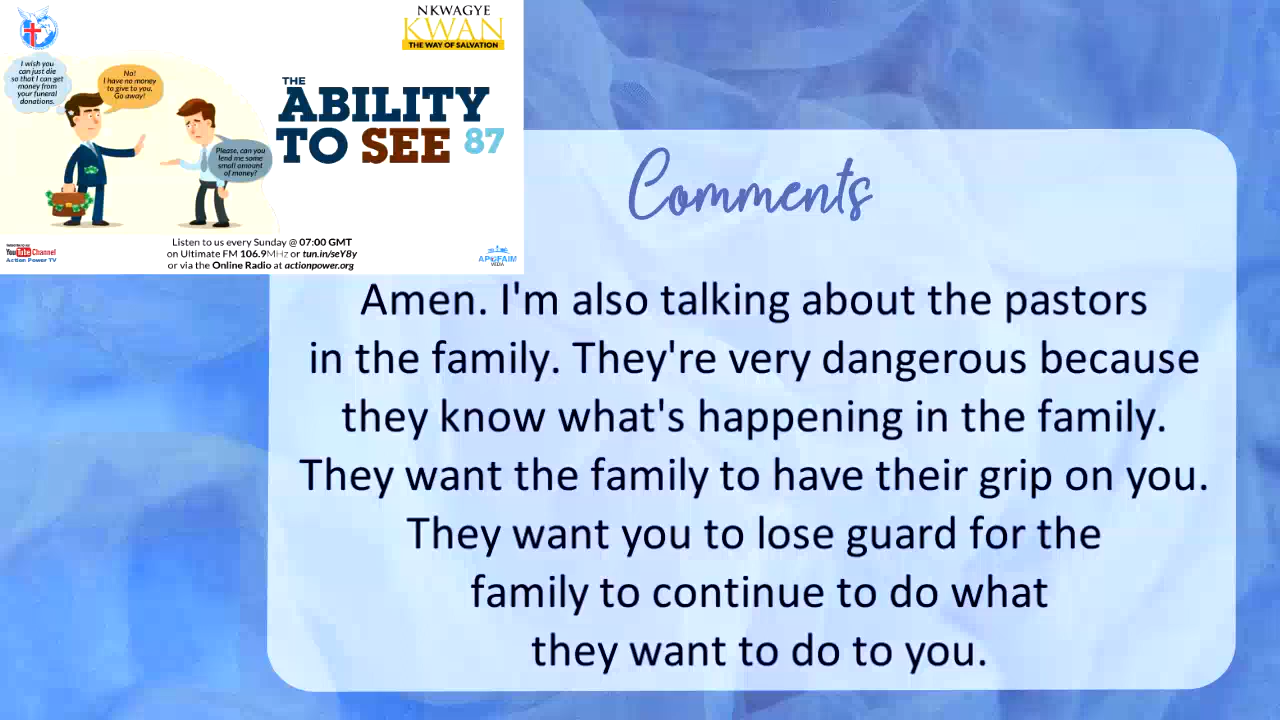 NKWAGYE
KWAN
THE WAY OF SALVATION
I wish you
can just die
so that I can get
money from
your funeral
donations.
No!
I have no money
to give to you,
Go away!
Please, can you
lend me some
small amount
of money?
THE
ABILITY
TO SEE 87
YouTube Channel
Action Power TV
Listen to us every Sunday @ 07:00 GMT
on Ultimate FM 106.9MHz or tun.in/seY8y
or via the Online Radio at actionpower.org
MEDIA
Comments
Amen. I'm also talking about the pastors
in the family. They're very dangerous because
they know what's happening in the family.
They want the family to have their grip on you.
They want you to lose guard for the
family to continue to do what
they want to do to you.